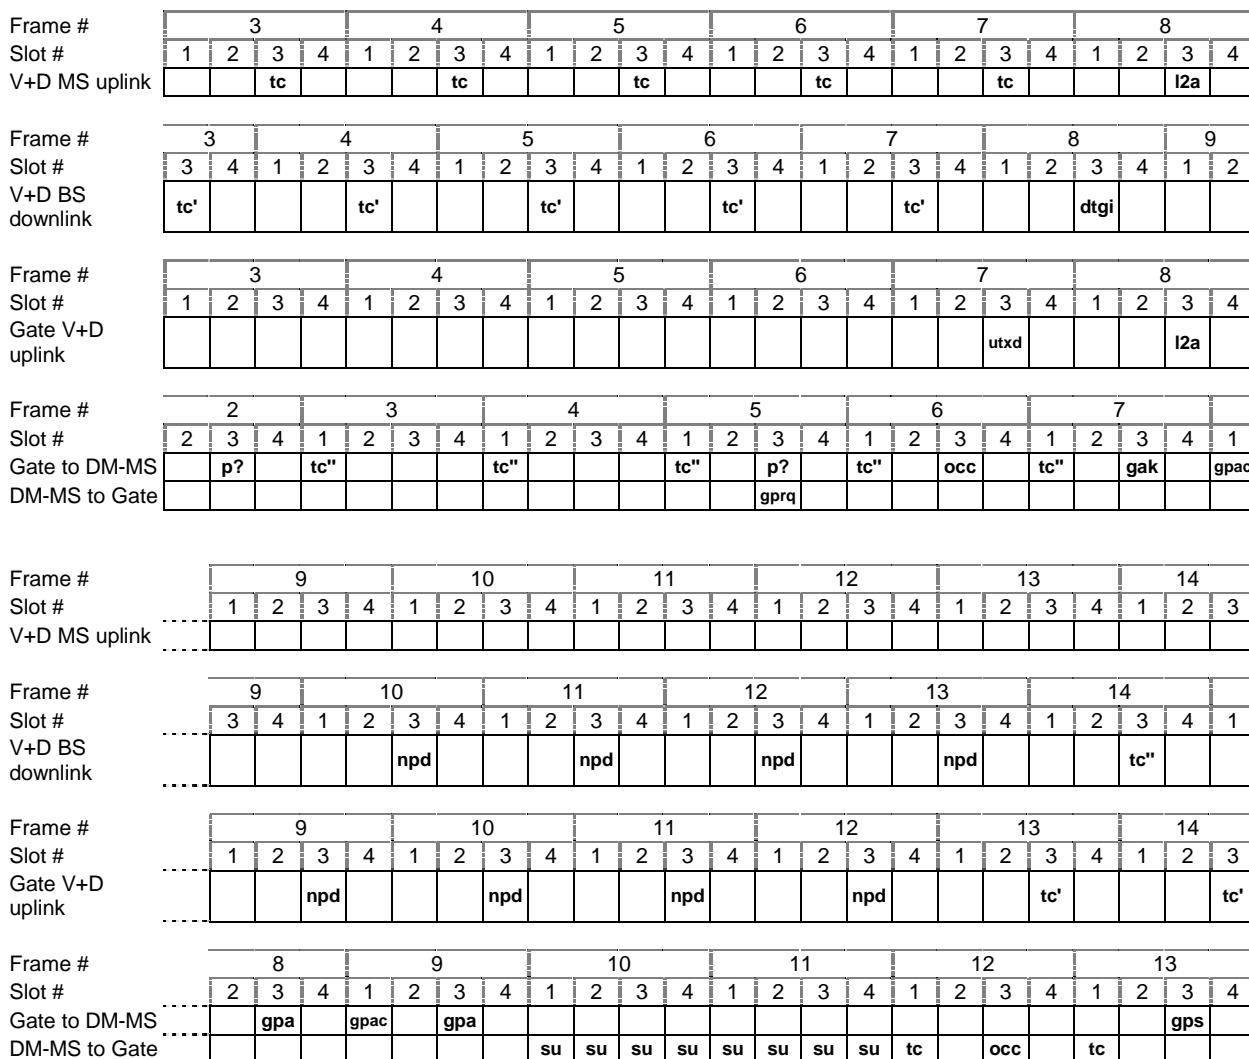 Frame # 3 4 5 6 7 8
Slot # 1 2 3 4 1 2 3 4 1 2 3 4 1 2 3 4 1 2 3 4 1 2 3 4
V+D MS uplink tc tc tc tc tc l2a
Frame # 3 4 5 6 7 8 9
Slot # 3 4 1 2 3 4 1 2 3 4 1 2 3 4 1 2 3 4 1 2 3 4 1 2
V+D BS
downlink tc' tc' tc' tc' tc' dtgi
Frame # 3 4 5 6 7 8
Slot # 1 2 3 4 1 2 3 4 1 2 3 4 1 2 3 4 1 2 3 4 1 2 3 4
Gate V+D
uplink utxd l2a
Frame # 2 3 4 5 6 7
Slot # 2 3 4 1 2 3 4 1 2 3 4 1 2 3 4 1 2 3 4 1 2 3 4 1
Gate to DM-MS p? tc" tc" tc" p? tc" occ tc" gak gpac
DM-MS to Gate gprq
Frame # 9 10 11 12 13 14
Slot # 1 2 3 4 1 2 3 4 1 2 3 4 1 2 3 4 1 2 3 4 1 2 3
V+D MS uplink
Frame # 9 10 11 12 13 14
Slot # 3 4 1 2 3 4 1 2 3 4 1 2 3 4 1 2 3 4 1 2 3 4 1
V+D BS
downlink npd npd npd npd tc"
Frame # 9 10 11 12 13 14
Slot # 1 2 3 4 1 2 3 4 1 2 3 4 1 2 3 4 1 2 3 4 1 2 3
Gate V+D
uplink npd npd npd npd tc' tc'
Frame # 8 9 10 11 12 13
Slot # 2 3 4 1 2 3 4 1 2 3 4 1 2 3 4 1 2 3 4 1 2 3 4
Gate to DM-MS gpa gpac gpa gps
DM-MS to Gate su su su su su su su su tc occ tc